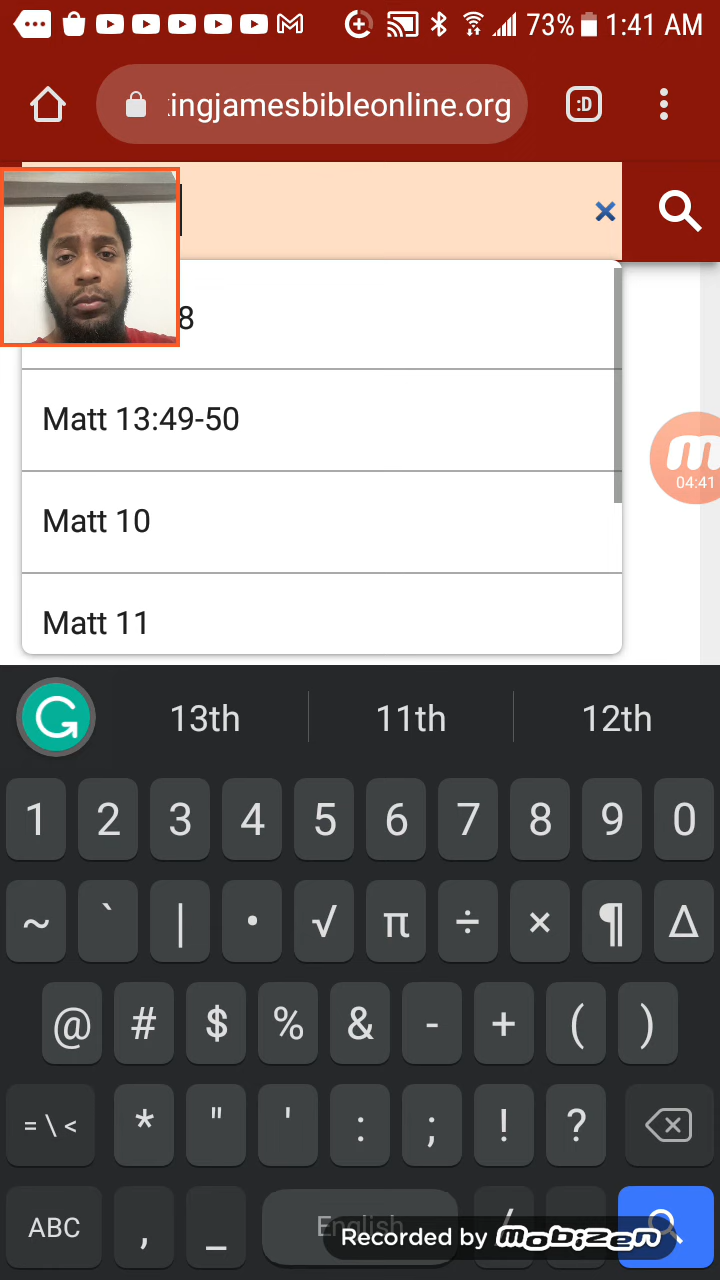 73% 1:41 AM
kingjamesbibleonline.org
:D
8
Matt 13:49-50
04:41
Matt 10
Matt 11
G 13th 11th 12th
1 2 3 4 5 6 7 8 9 0
~ ` | • √ π ÷ × ¶ Δ
@ # $ % & - + ( )
= \ < * " ' : ; ! ?
ABC , _ English /
Recorded by mobizen